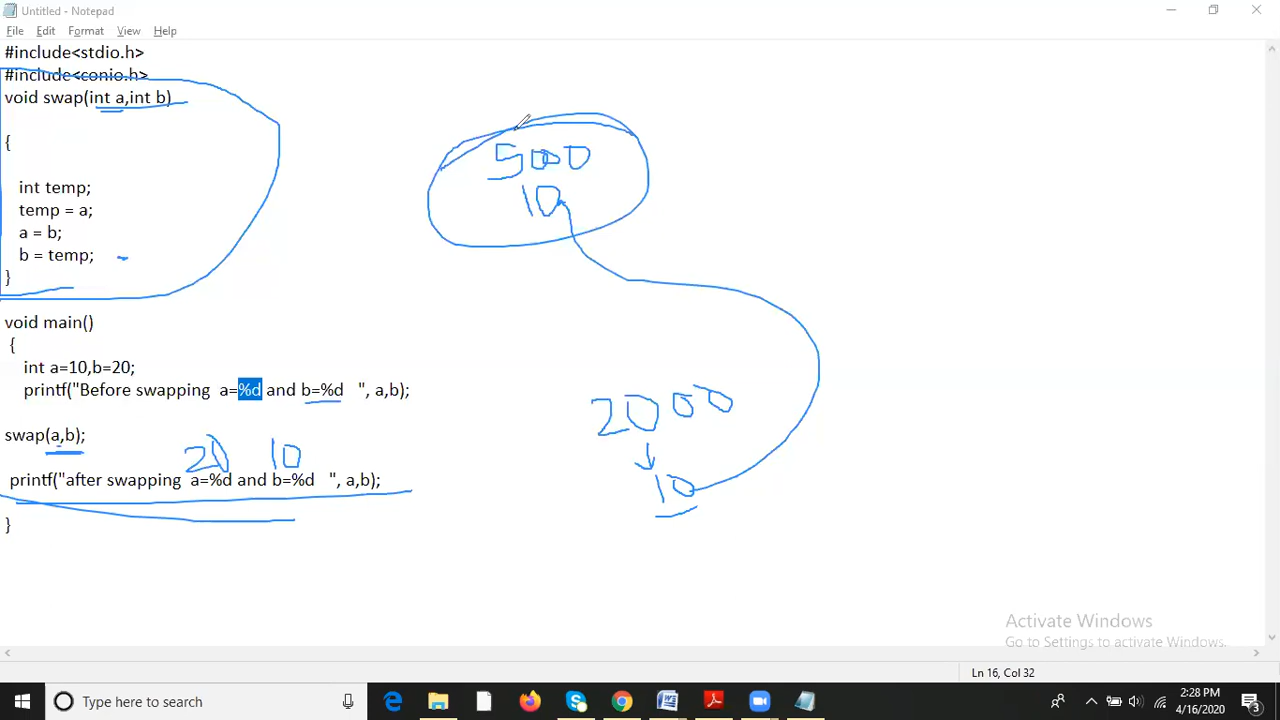 Untitled - Notepad
File Edit Format View Help
#include<stdio.h>
#include<conio.h>
void swap(int a,int b)
{
int temp;
temp = a;
a = b;
b = temp;
}
void main()
{
int a=10,b=20;
printf("Before swapping  a=%d and b=%d   ", a,b);
swap(a,b);
20 10
printf("after swapping  a=%d and b=%d   ", a,b);
}
5000
10
2000
10
Activate Windows
Go to Settings to activate Windows.
Ln 16, Col 32
Type here to search
2:28 PM
4/16/2020
3